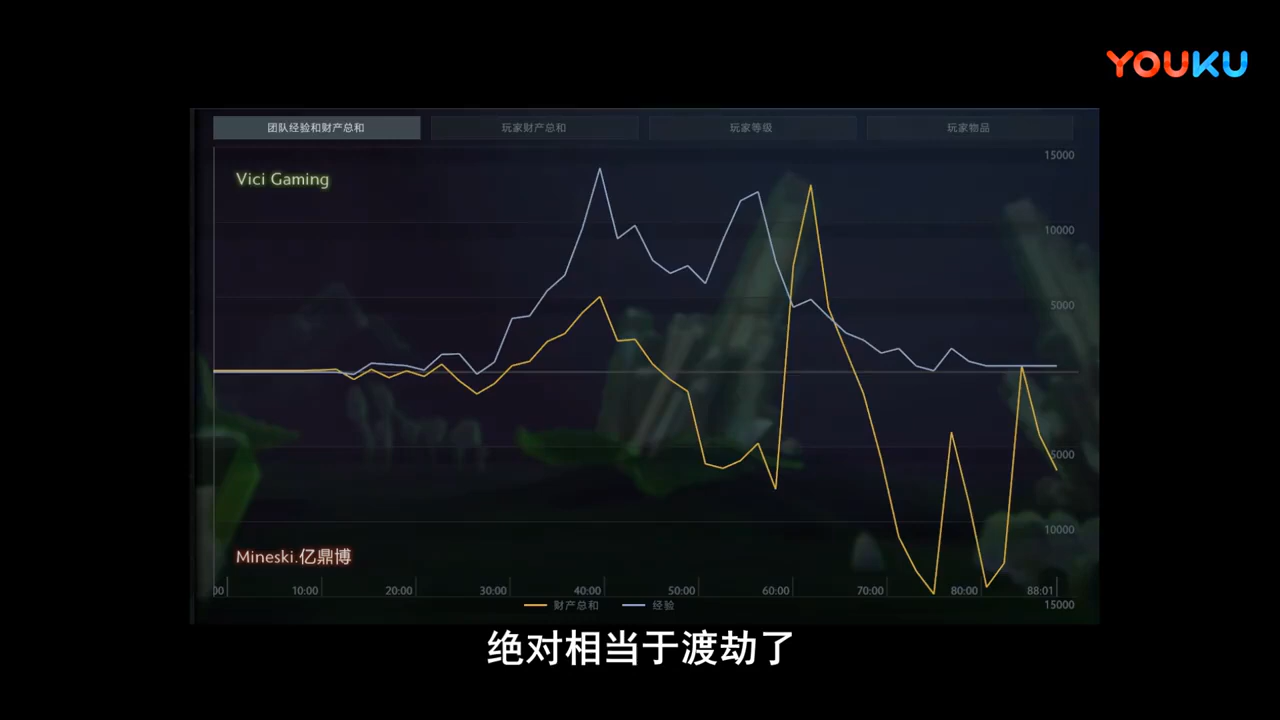 YOUKU
团队经验和财产总和 玩家财产总和 玩家等级 玩家物品
15000
Vici Gaming
10000
5000
5000
10000
Mineski.亿鼎博
00 10:00 20:00 30:00 40:00 50:00 60:00 70:00 80:00 88:01
财产总和 经验 15000
绝对相当于渡劫了